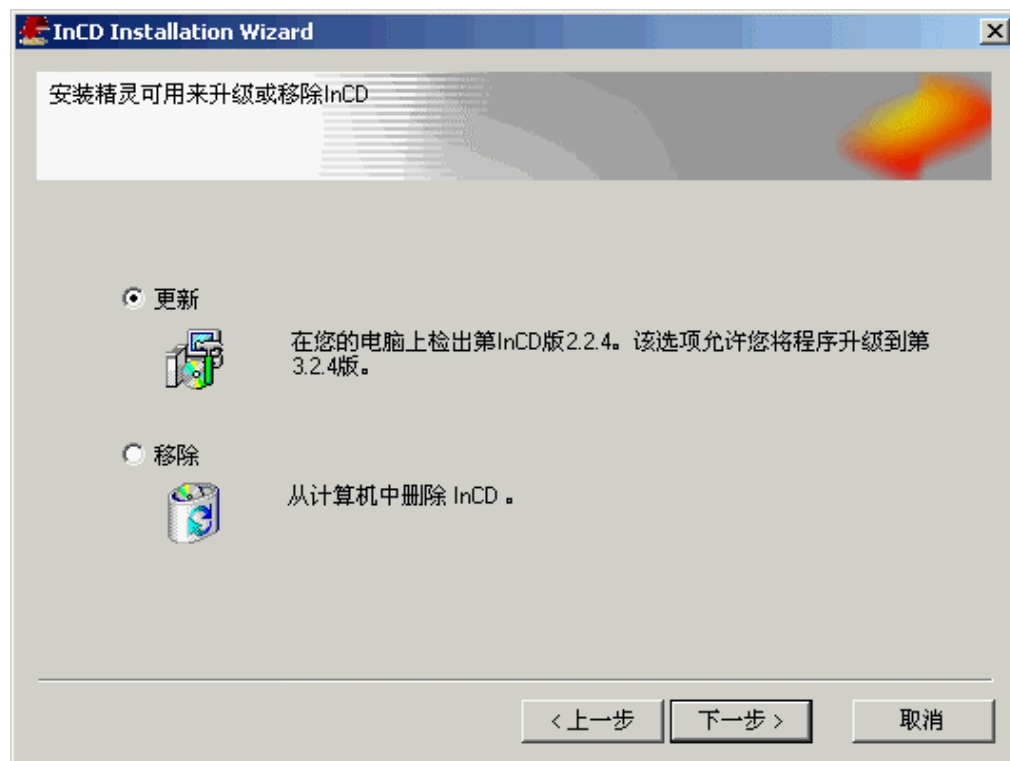 InCD Installation Wizard
安装精灵可用来升级或移除InCD
更新
在您的电脑上检出第InCD版2.2.4。该选项允许您将程序升级到第
3.2.4版。
移除
从计算机中删除 InCD 。
<上一步
下一步>
取消